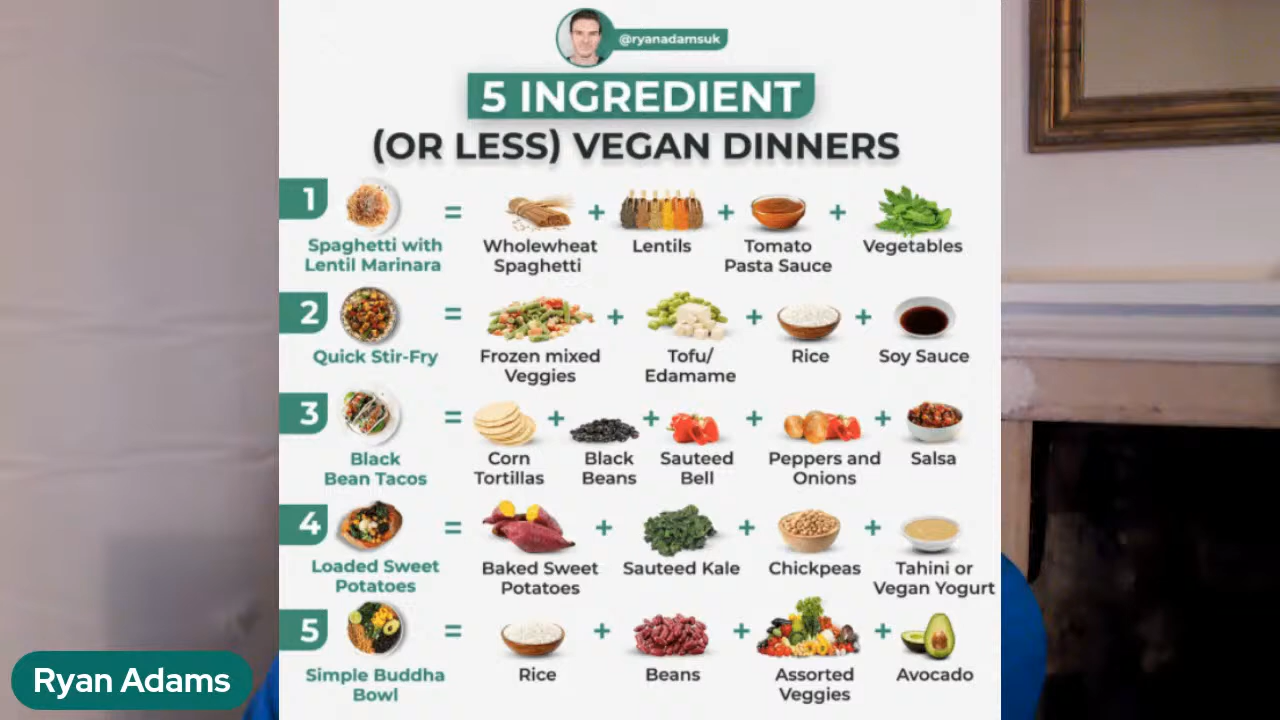 @ryanadamsuk
5 INGREDIENT
(OR LESS) VEGAN DINNERS
1
Spaghetti with
Lentil Marinara
=
Wholewheat
Spaghetti
+
Lentils
+
Tomato
Pasta Sauce
+
Vegetables
2
Quick Stir-Fry
=
Frozen mixed
Veggies
+
Tofu/
Edamame
+
Rice
+
Soy Sauce
3
Black
Bean Tacos
=
Corn
Tortillas
+
Black
Beans
+
Sauteed
Bell
+
Peppers and
Onions
+
Salsa
4
Loaded Sweet
Potatoes
=
Baked Sweet
Potatoes
+
Sauteed Kale
+
Chickpeas
+
Tahini or
Vegan Yogurt
5
Simple Buddha
Bowl
=
Rice
+
Beans
+
Assorted
Veggies
+
Avocado
Ryan Adams